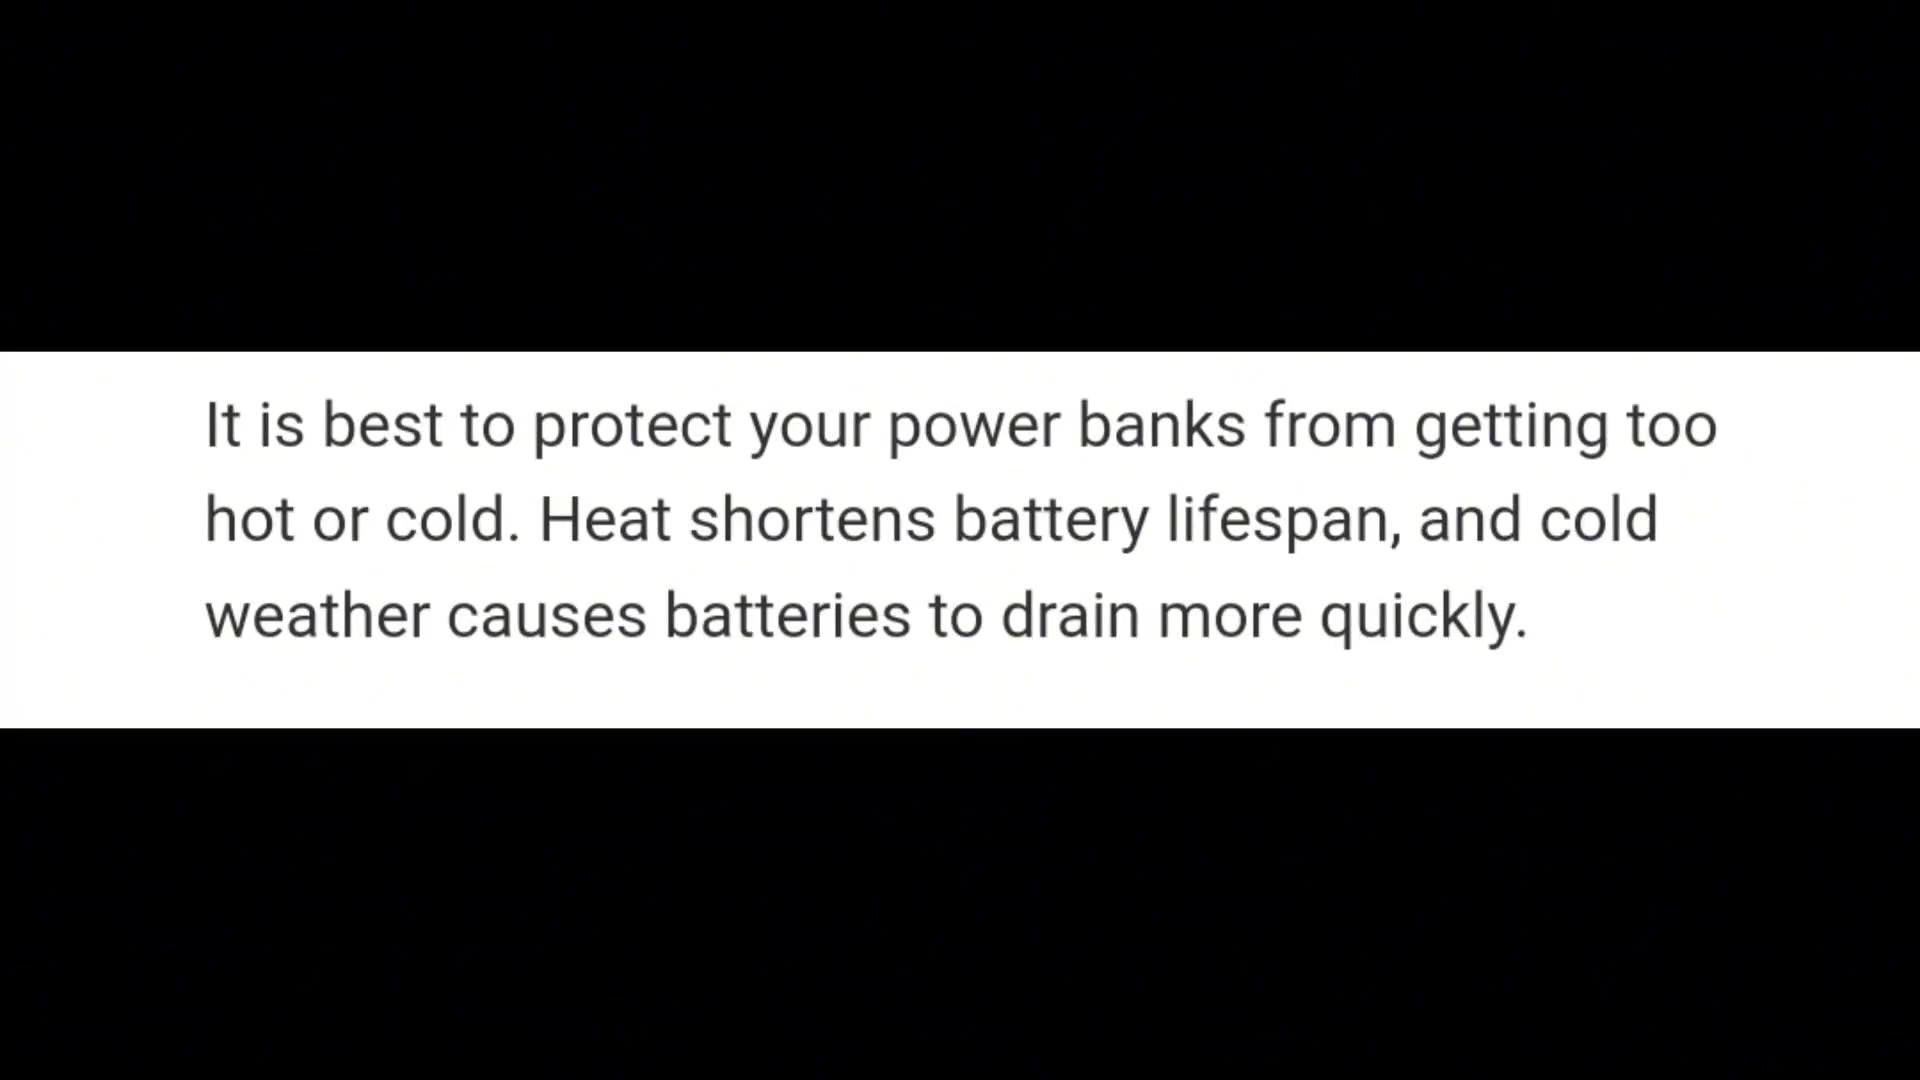 It is best to protect your power banks from getting too
hot or cold. Heat shortens battery lifespan, and cold
weather causes batteries to drain more quickly.